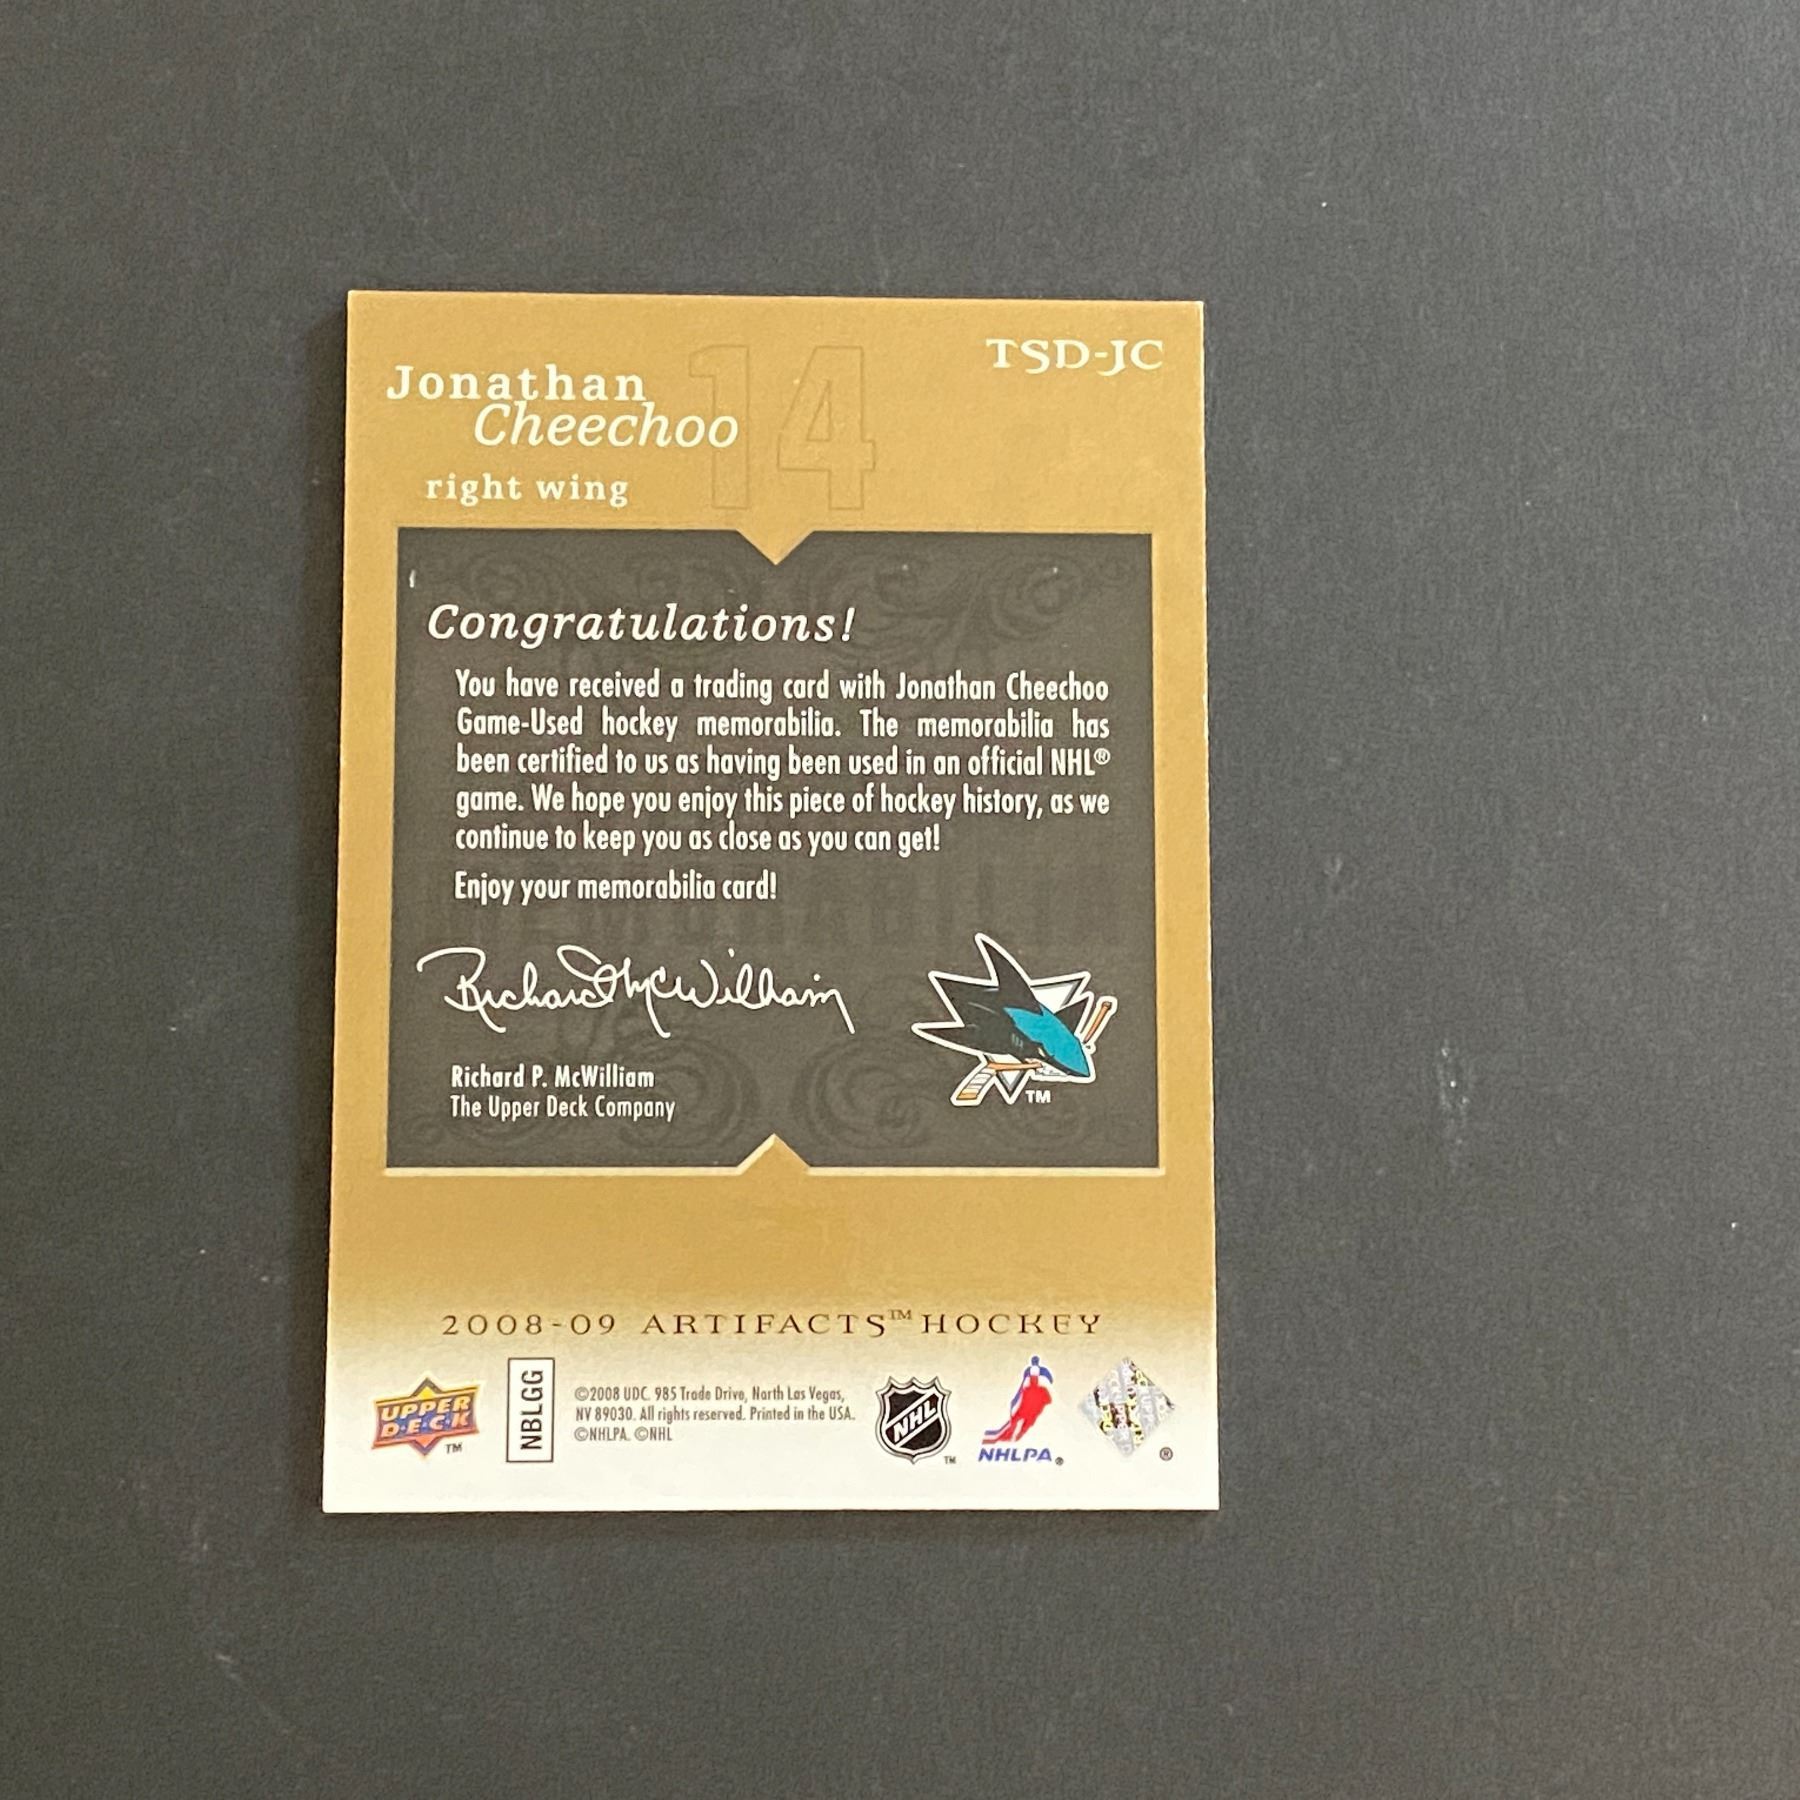 Jonathan
Cheechoo
14
TSD-JC
right wing
Congratulations!
You have received a trading card with Jonathan Cheechoo
Game-Used hockey memorabilia. The memorabilia has
been certified to us as having been used in an official NHL®
game. We hope you enjoy this piece of hockey history, as we
continue to keep you as close as you can get!
Enjoy your memorabilia card!
Richard McWilliam
Richard P. McWilliam
The Upper Deck Company
TM
2008-09 ARTIFACTS™ HOCKEY
UPPER
D·E·C·K
TM
NBLGG
©2008 UDC. 985 Trade Drive, North Las Vegas,
NV 89030. All rights reserved. Printed in the USA.
©NHLPA. ©NHL
NHL
TM
NHLPA®
®